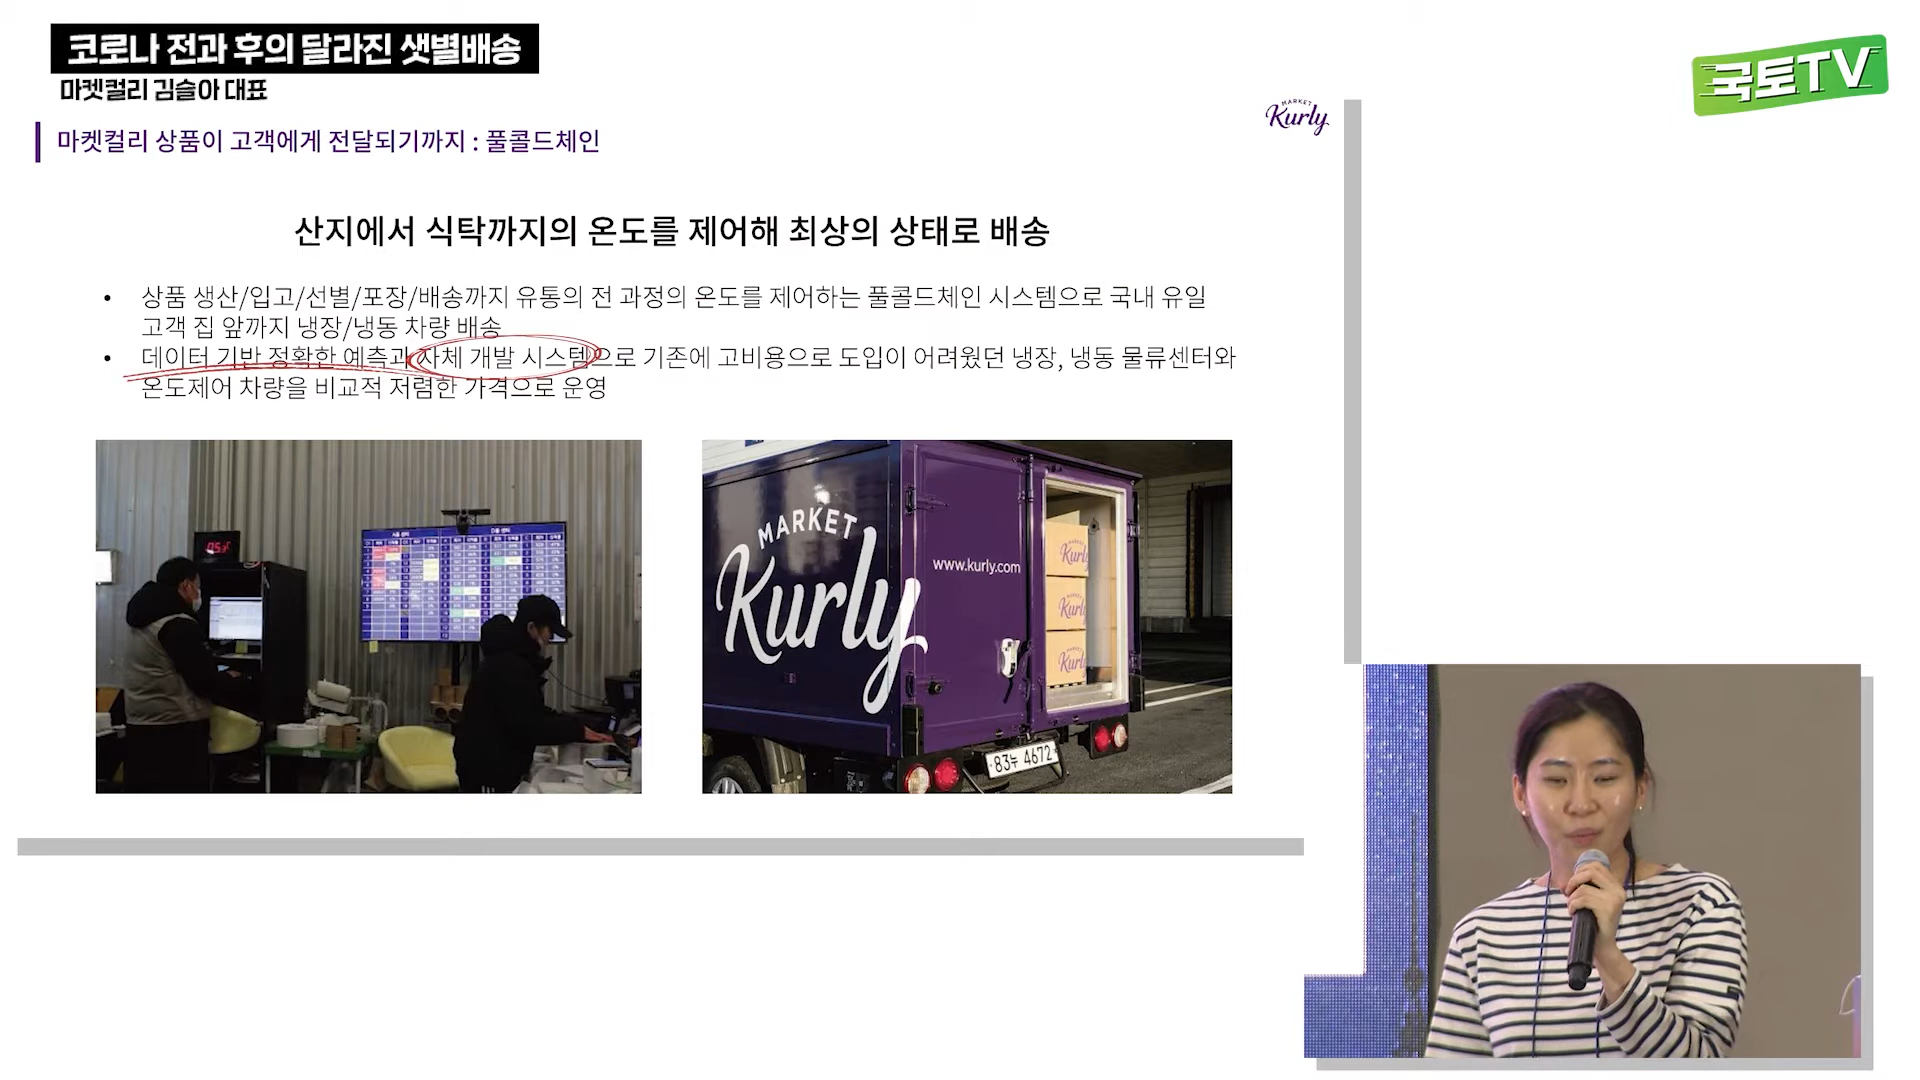 코로나 전과 후의 달라진 샛별배송
마켓컬리 김슬아 대표
국토TV
MARKET
Kurly
마켓컬리 상품이 고객에게 전달되기까지 : 풀콜드체인
산지에서 식탁까지의 온도를 제어해 최상의 상태로 배송
• 상품 생산/입고/선별/포장/배송까지 유통의 전 과정의 온도를 제어하는 풀콜드체인 시스템으로 국내 유일
고객 집 앞까지 냉장/냉동 차량 배송
• 데이터 기반 정확한 예측과 자체 개발 시스템으로 기존에 고비용으로 도입이 어려웠던 냉장, 냉동 물류센터와
온도제어 차량을 비교적 저렴한 가격으로 운영
MARKET
Kurly
www.kurly.com
Kurly
Kurly
Kurly
83누 4672